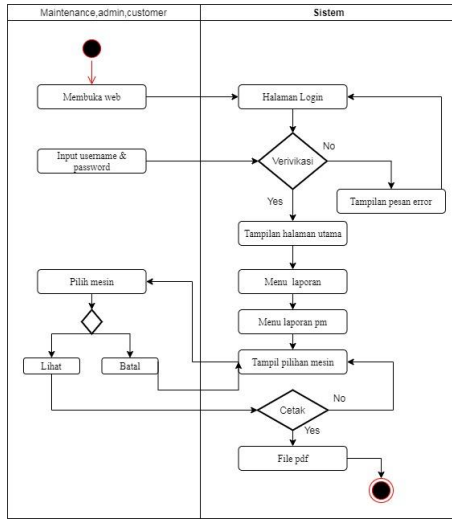 Maintenance,admin,customer
Sistem
Membuka web
Halaman Login
Input username &
password
Verivikasi
No
Tampilan pesan error
Yes
Tampilan halaman utama
Menu laporan
Pilih mesin
Menu laporan pm
Tampil pilihan mesin
Lihat
Batal
No
Cetak
Yes
File pdf